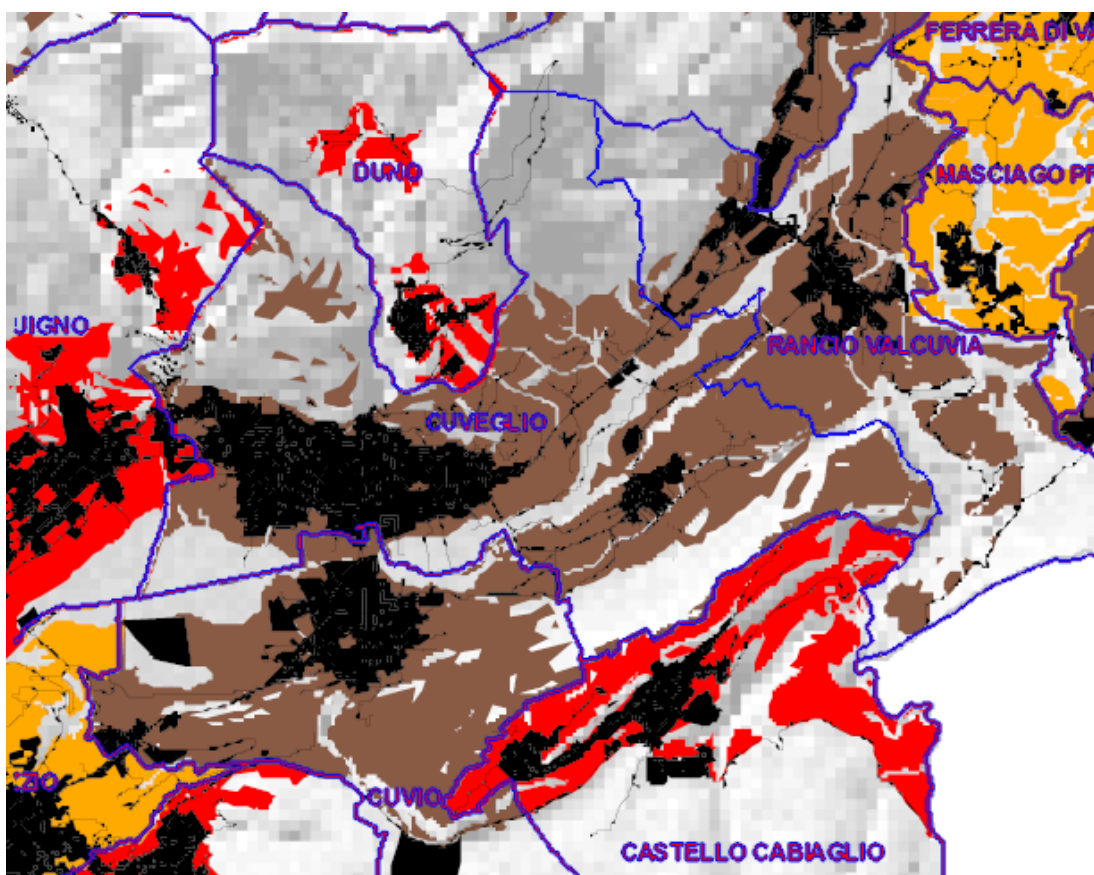 FERRERA DI VA
DUNO
MASCIAGO PR
UIGNO
RANCIO VALCUVIA
CUVEGLIO
ZIO
CUVIO
CASTELLO CABIAGLIO